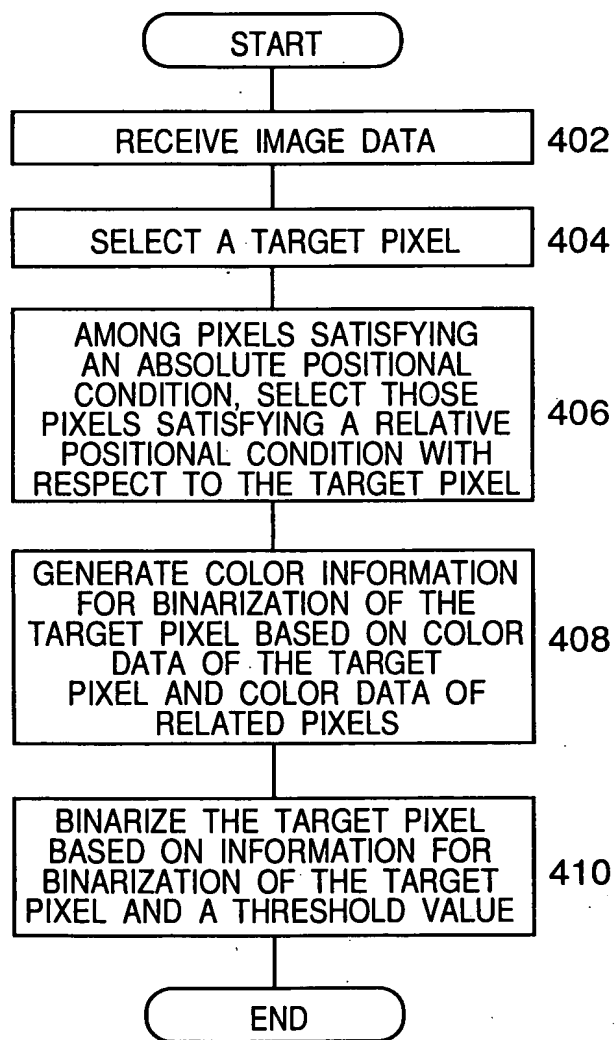 START
RECEIVE IMAGE DATA
402
SELECT A TARGET PIXEL
404
AMONG PIXELS SATISFYING
AN ABSOLUTE POSITIONAL
CONDITION, SELECT THOSE
PIXELS SATISFYING A RELATIVE
POSITIONAL CONDITION WITH
RESPECT TO THE TARGET PIXEL
406
GENERATE COLOR INFORMATION
FOR BINARIZATION OF THE
TARGET PIXEL BASED ON COLOR
DATA OF THE TARGET
PIXEL AND COLOR DATA OF
RELATED PIXELS
408
BINARIZE THE TARGET PIXEL
BASED ON INFORMATION FOR
BINARIZATION OF THE TARGET
PIXEL AND A THRESHOLD VALUE
410
END